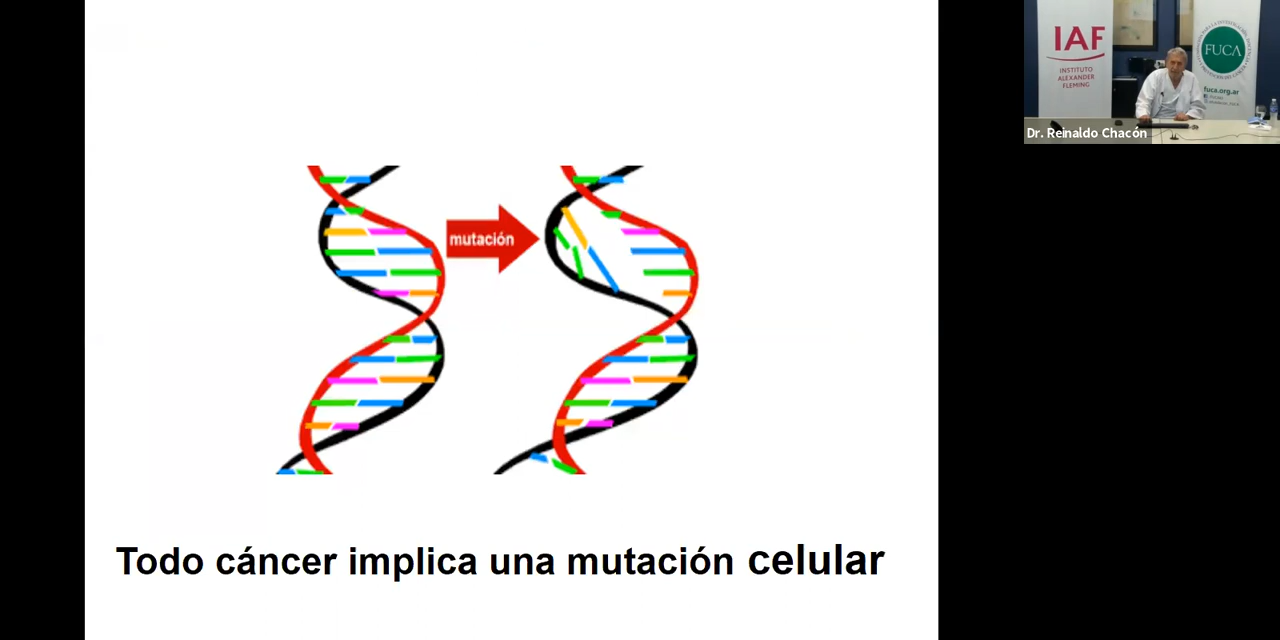 IAF
INSTITUTO
ALEXANDER
FLEMING
FUCA
fuca.org.ar
Dr. Reinaldo Chacón
mutación
Todo cáncer implica una mutación celular